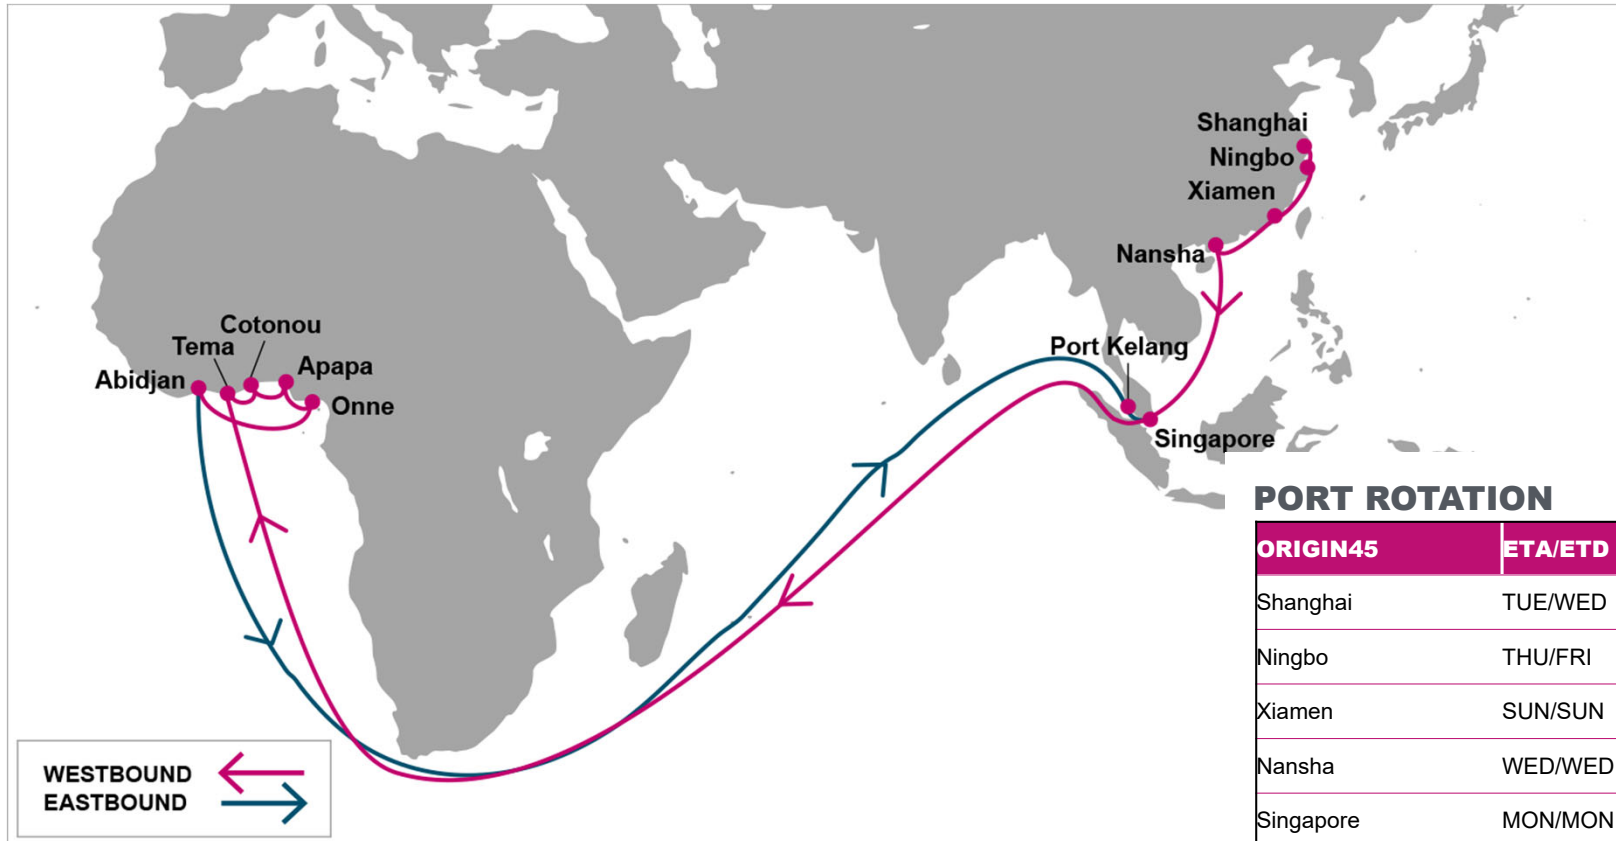 Shanghai
Ningbo
Xiamen
Nansha
Cotonou
Tema
Abidjan
Apapa
Onne
Port Kelang
Singapore
WESTBOUND
EASTBOUND
PORT ROTATION
ORIGIN45 ETA/ETD
Shanghai TUE/WED
Ningbo THU/FRI
Xiamen SUN/SUN
Nansha WED/WED
Singapore MON/MON